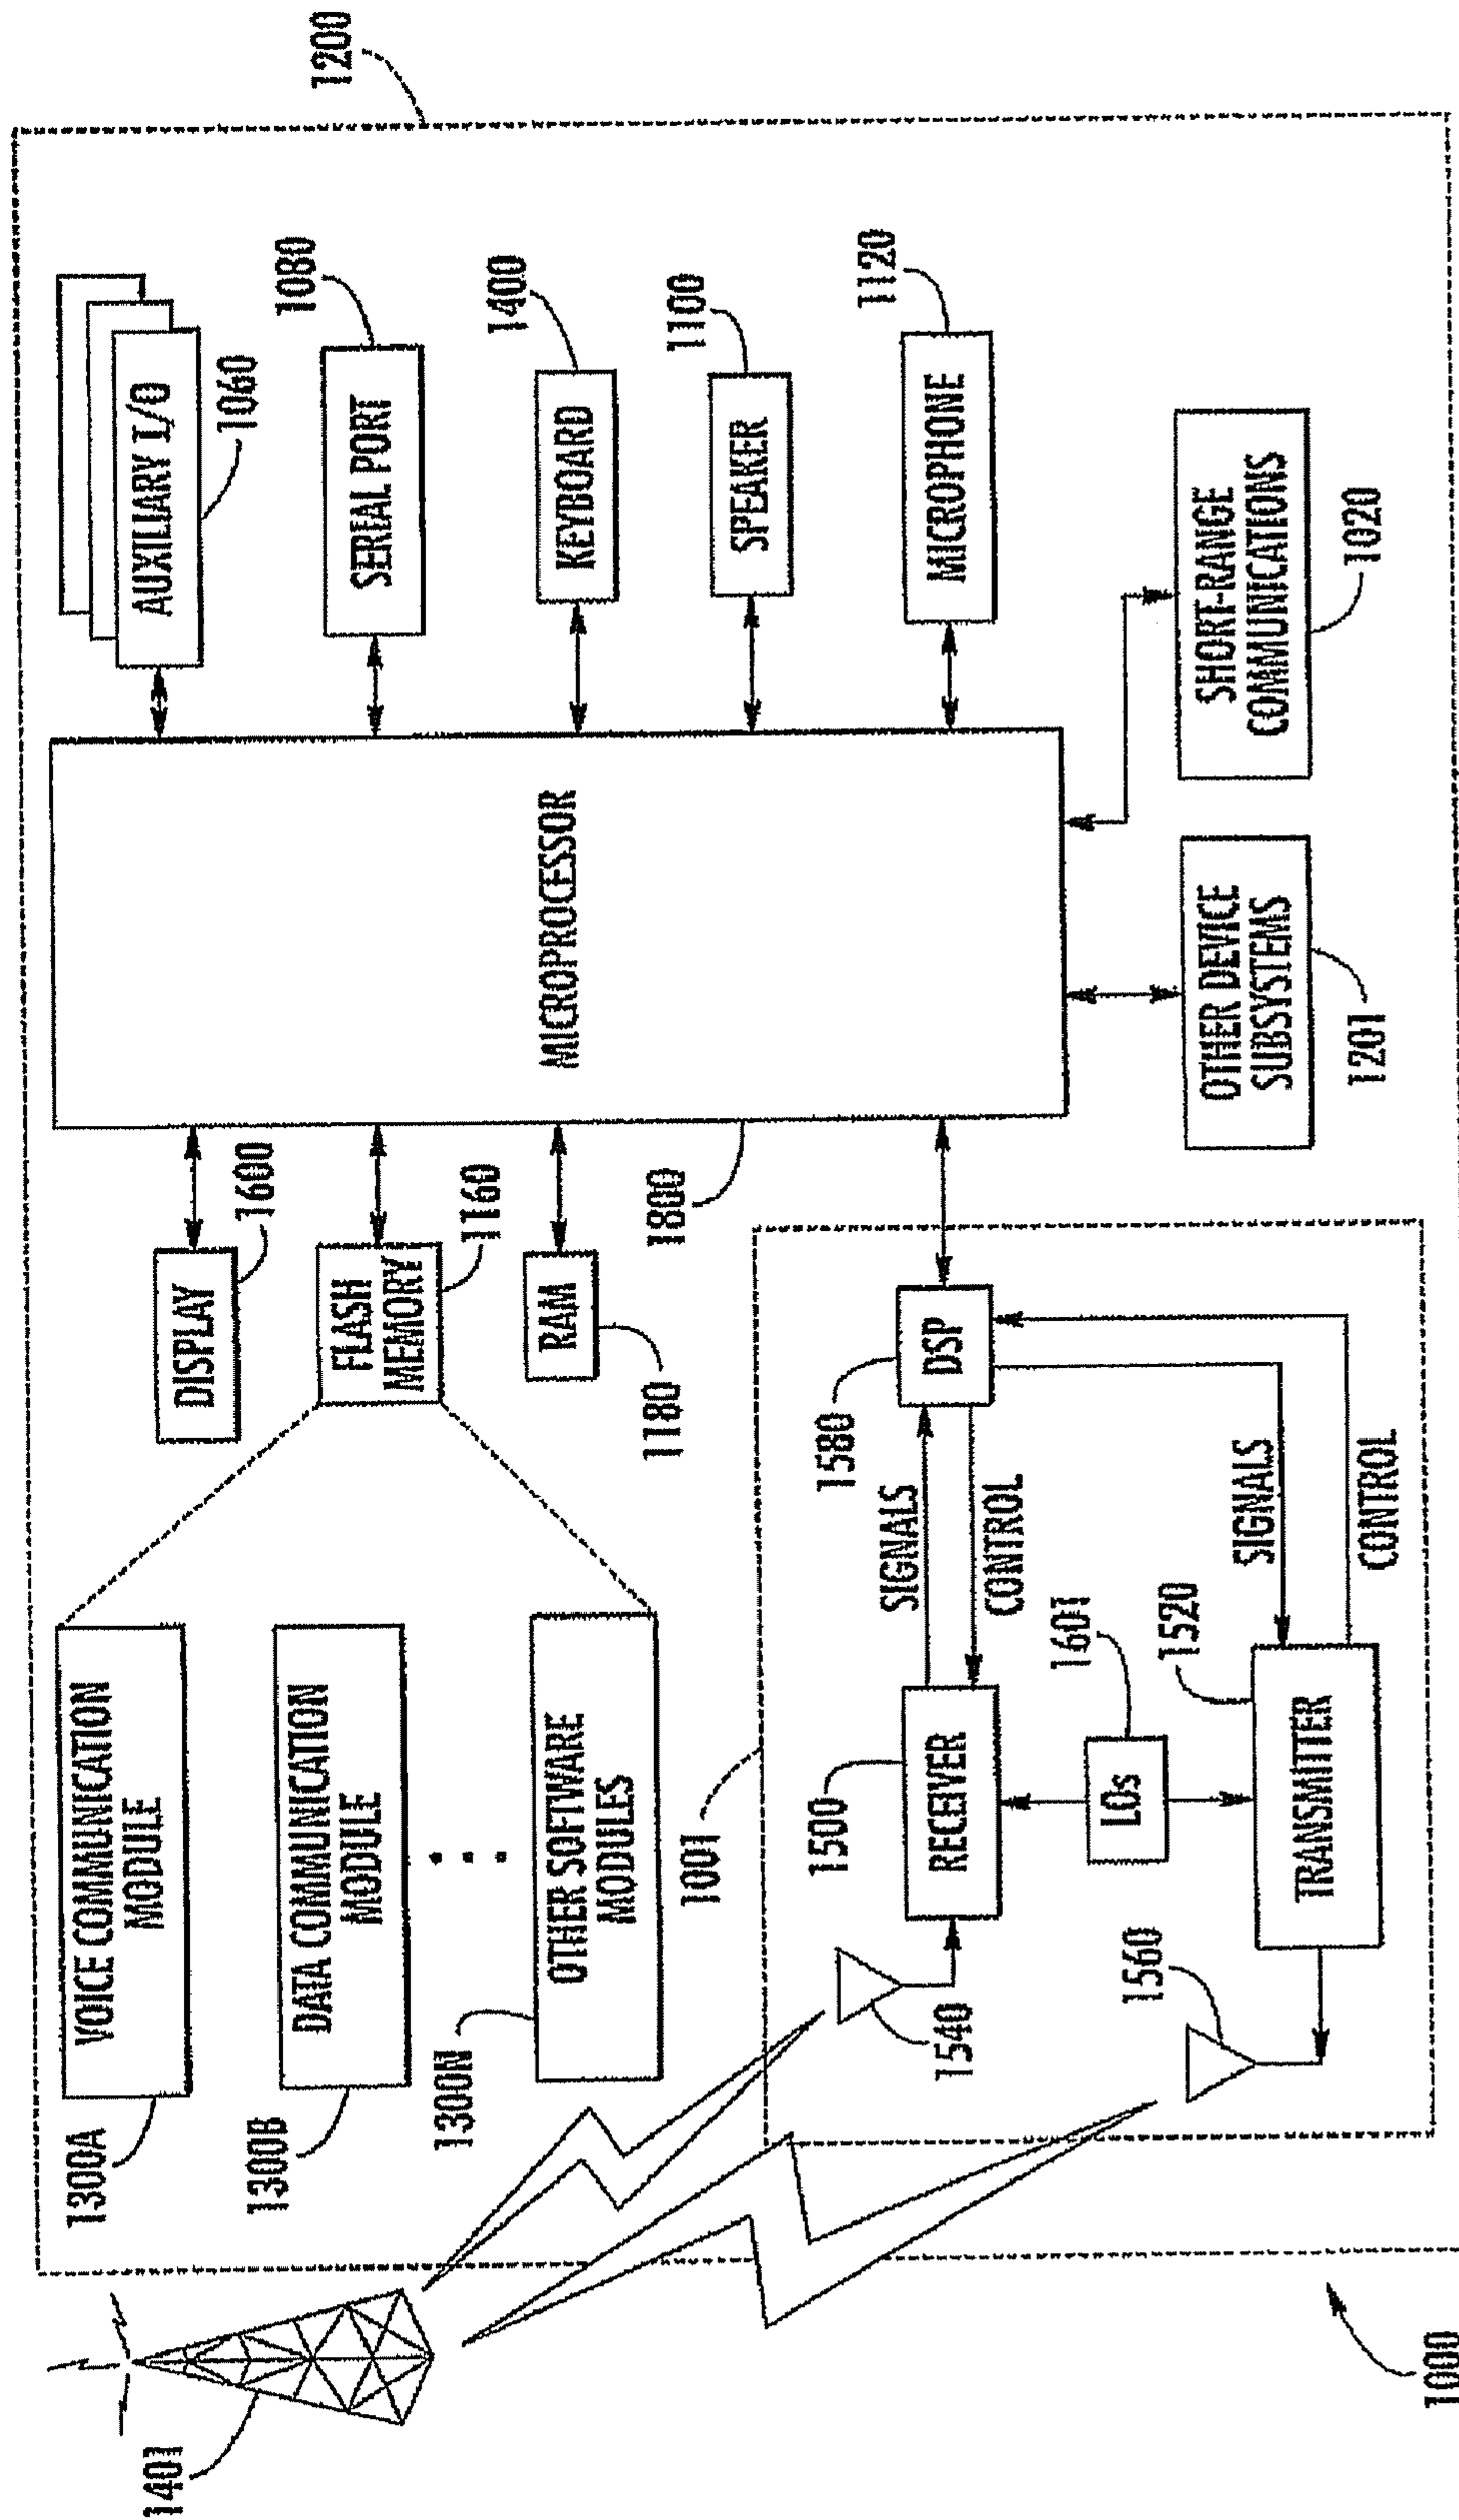 1401
1300A
VOICE COMMUNICATION
MODULE
1300B
DATA COMMUNICATION
MODULE
1300N
OTHER SOFTWARE
MODULES
DISPLAY
1600
FLASH
MEMORY
1160
RAM
1180
1800
MICROPROCESSOR
AUXILIARY I/O
1060
SERIAL PORT
1080
KEYBOARD
1400
SPEAKER
1100
MICROPHONE
1120
SHORT-RANGE
COMMUNICATIONS
1020
OTHER DEVICE
SUBSYSTEMS
1201
1200
1001
1540
1500
RECEIVER
SIGNALS
CONTROL
1580
DSP
LOs
1601
1560
TRANSMITTER
1520
SIGNALS
CONTROL
1000